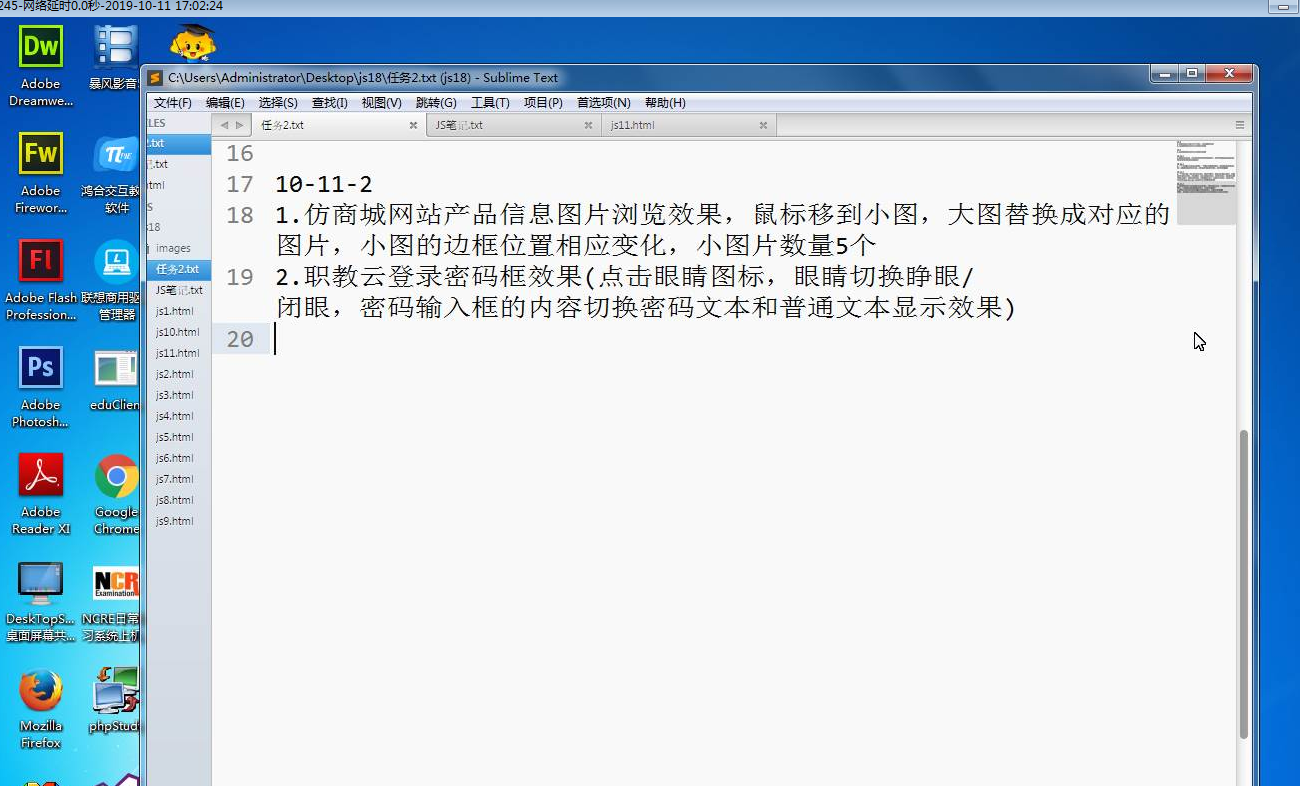 245-网络延时0.0秒-2019-10-11 17:02:24
C:\Users\Administrator\Desktop\js18\任务2.txt (js18) - Sublime Text
文件(F) 编辑(E) 选择(S) 查找(I) 视图(V) 跳转(G) 工具(T) 项目(P) 首选项(N) 帮助(H)
任务2.txt JS笔记.txt js11.html
16
17 10-11-2
18 1.仿商城网站产品信息图片浏览效果，鼠标移到小图，大图替换成对应的
图片，小图的边框位置相应变化，小图片数量5个
19 2.职教云登录密码框效果(点击眼睛图标，眼睛切换睁眼/
闭眼，密码输入框的内容切换密码文本和普通文本显示效果)
20
images
任务2.txt
JS笔记.txt
js1.html
js10.html
js11.html
js2.html
js3.html
js4.html
js5.html
js6.html
js7.html
js8.html
js9.html
Dw
Adobe
Dreamwe...
暴风影音
Fw
Adobe
Firewor...
鸿合交互教
软件
Fl
Adobe Flash
Profession...
联想商用驱
管理器
Ps
Adobe
Photosh...
eduClien
Adobe
Reader XI
Google
Chrome
DeskTopS...
桌面屏幕共...
NCR
Examination
NCRE日常
习系统上机
Mozilla
Firefox
phpStud